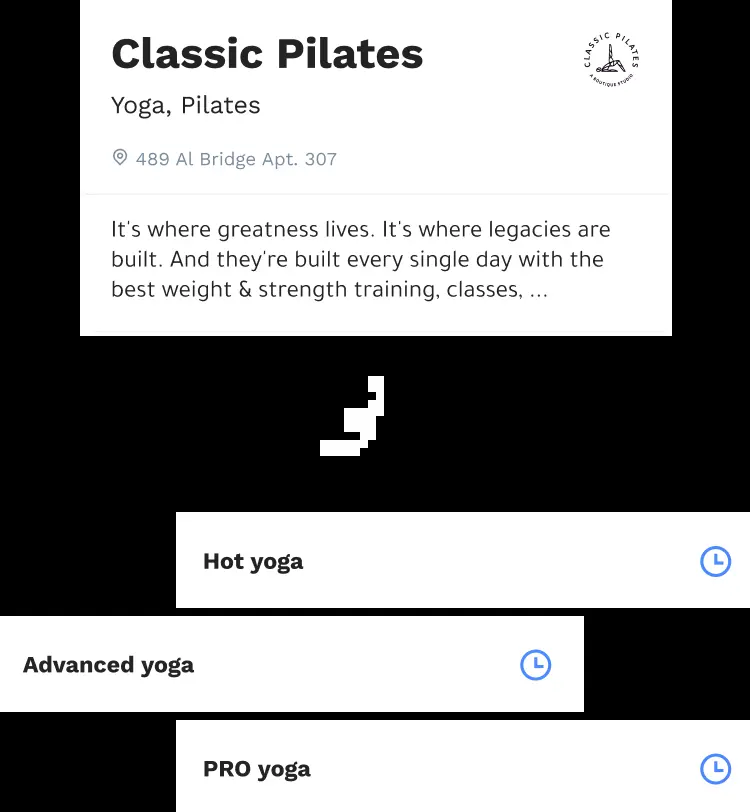 Classic Pilates
CLASSIC PILATES
A BOUTIQUE STUDIO
Yoga, Pilates
489 Al Bridge Apt. 307
It's where greatness lives. It's where legacies are
built. And they're built every single day with the
best weight & strength training, classes, ...
Hot yoga
Advanced yoga
PRO yoga